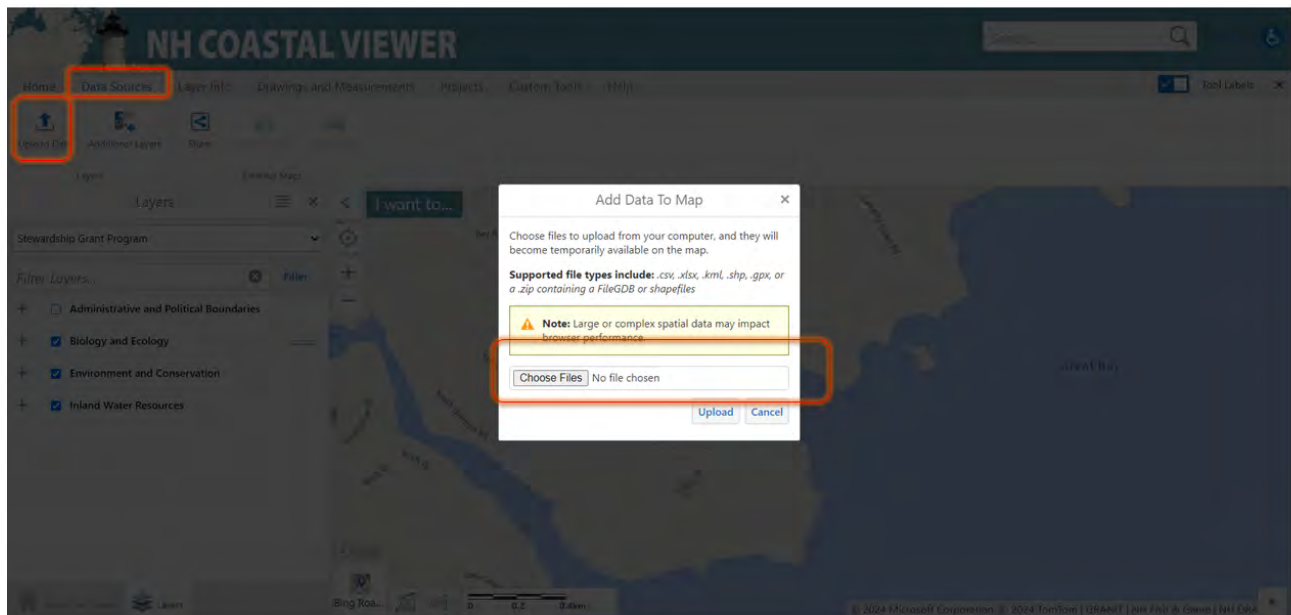 NH COASTAL VIEWER
Search...
Home Data Sources Layer Info Drawings and Measurements Projects Custom Tools Help
Tool Labels
Upload Data Additional Layers Share
Layers External Maps
Layers
I want to...
Stewardship Grant Program
Filter Layers... Filter
Administrative and Political Boundaries
Biology and Ecology
Environment and Conservation
Inland Water Resources
Add Data To Map
Choose files to upload from your computer, and they will
become temporarily available on the map.
Supported file types include: .csv, .xlsx, .kml, .shp, .gpx, or
a .zip containing a FileGDB or shapefiles
Note: Large or complex spatial data may impact
browser performance.
Choose Files No file chosen
Upload Cancel
Great Bay
Layers
Bing Roa...
0 0.2 0.4km
© 2024 Microsoft Corporation © 2024 TomTom | GRANIT | NH Fish & Game | NH